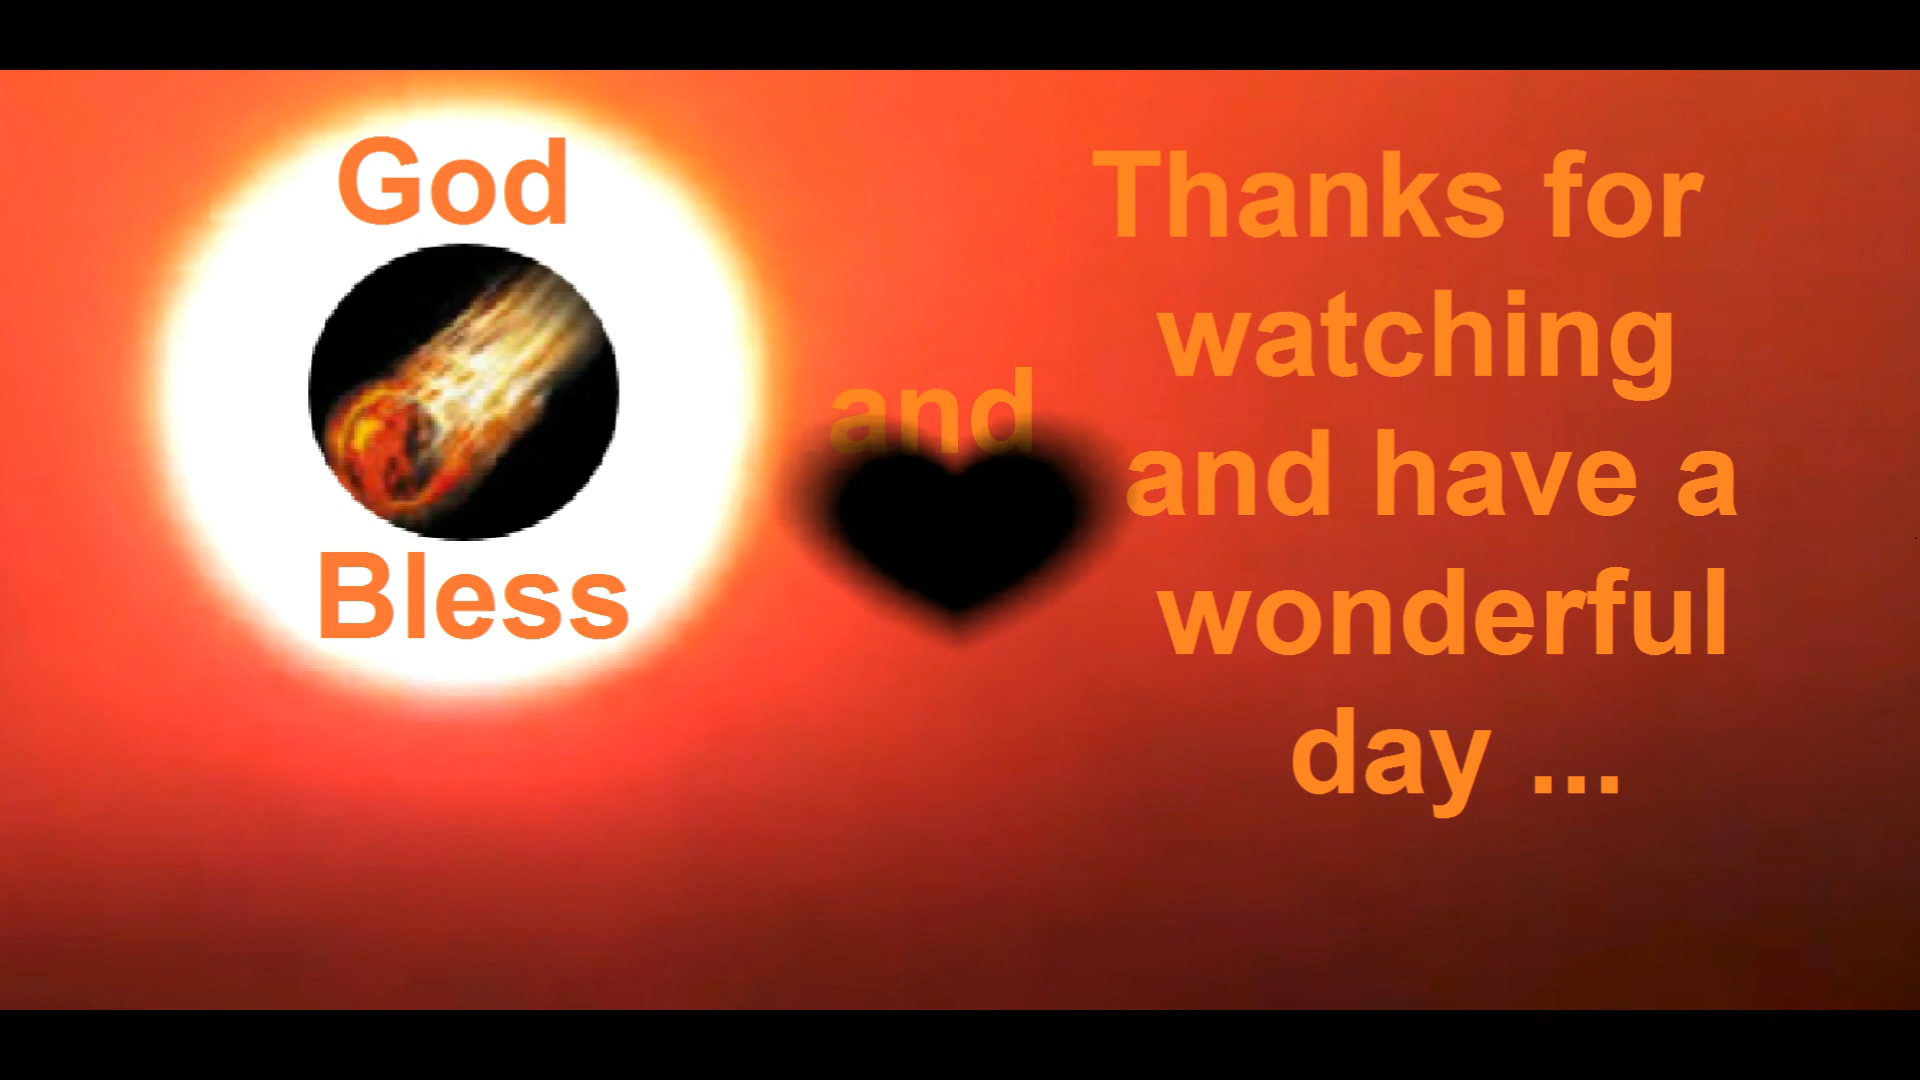 God
Bless
and
Thanks for
watching
and have a
wonderful
day ...